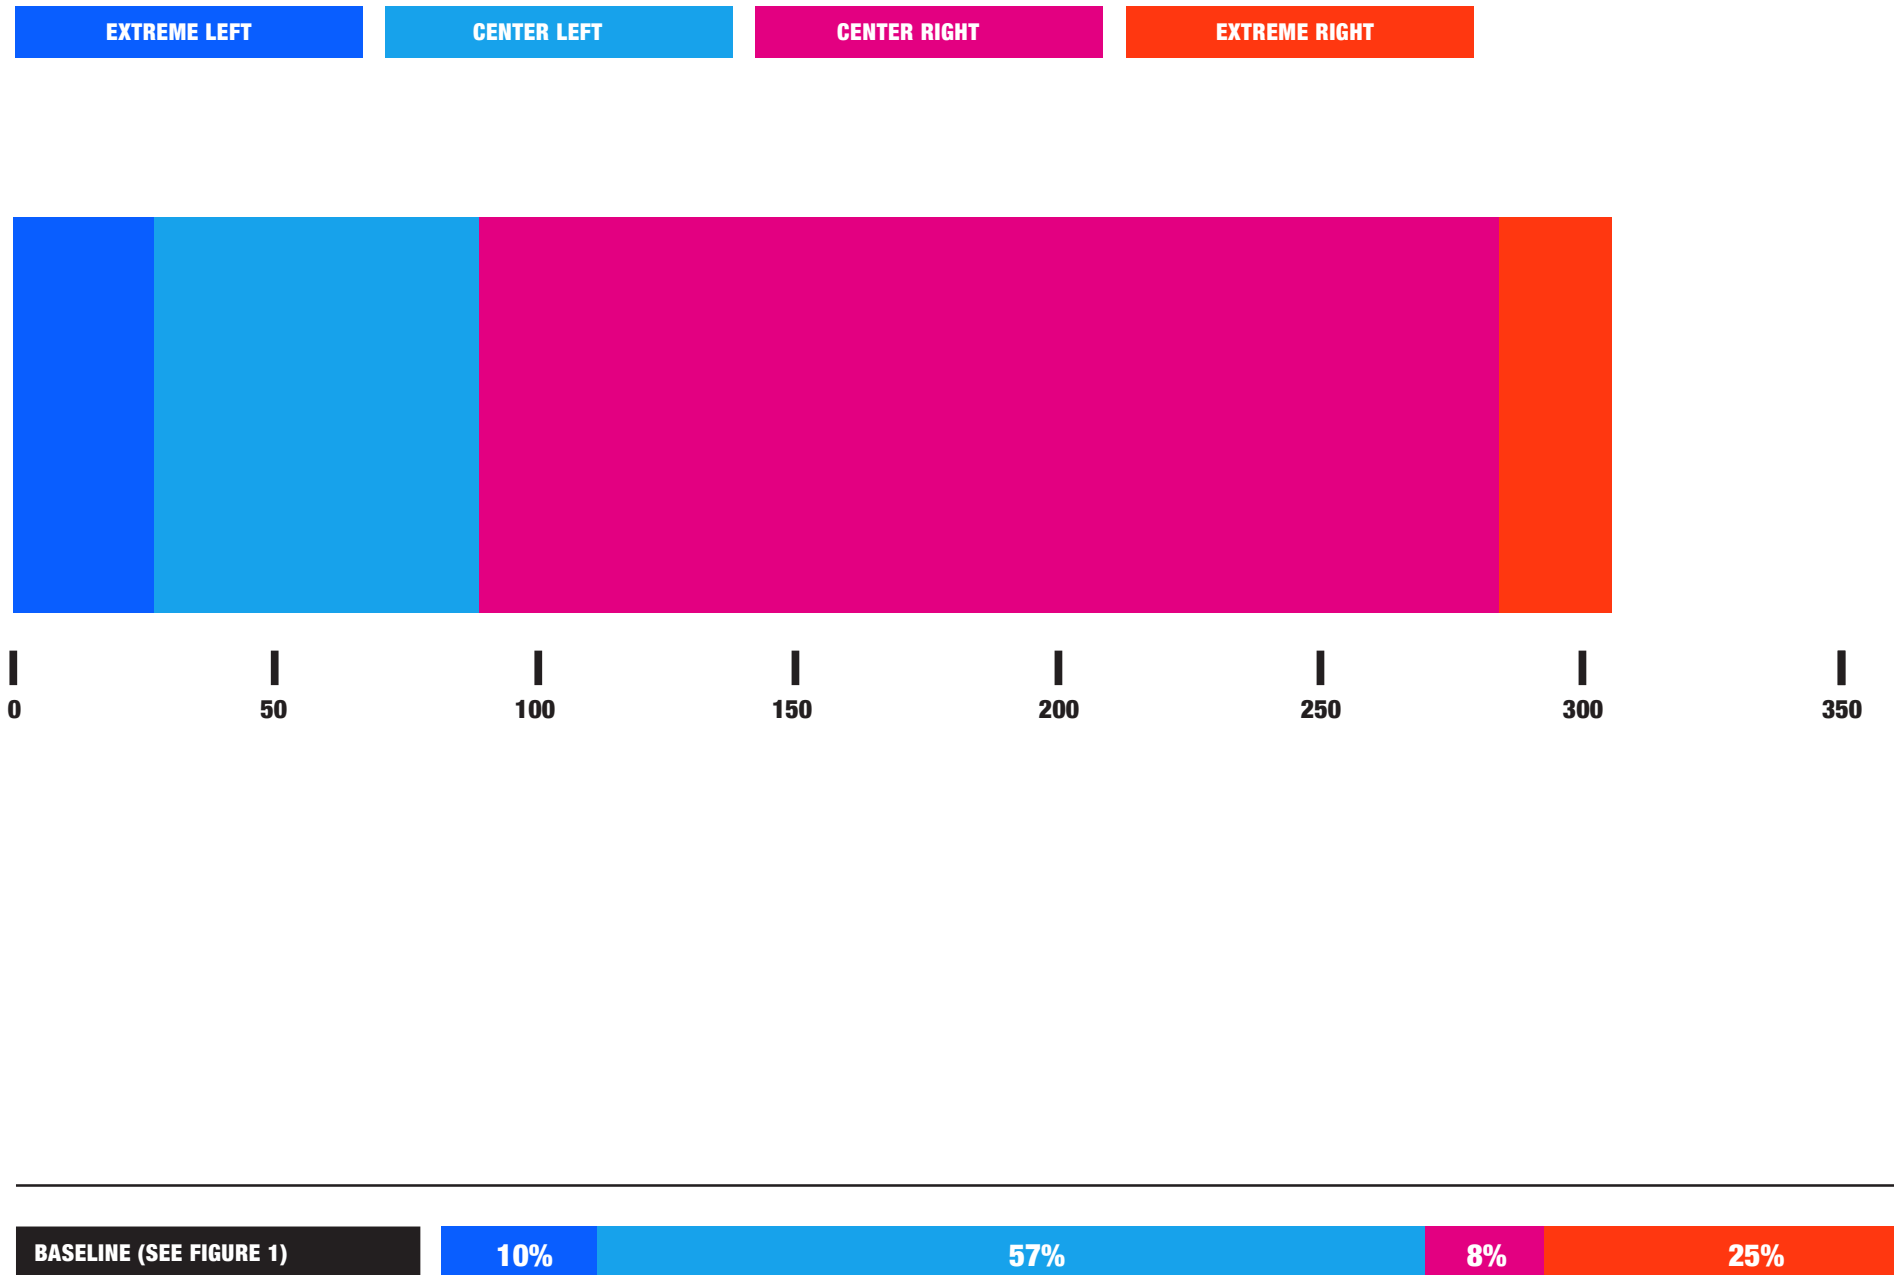 EXTREME LEFT CENTER LEFT CENTER RIGHT EXTREME RIGHT
0 50 100 150 200 250 300 350
BASELINE (SEE FIGURE 1) 10% 57% 8% 25%